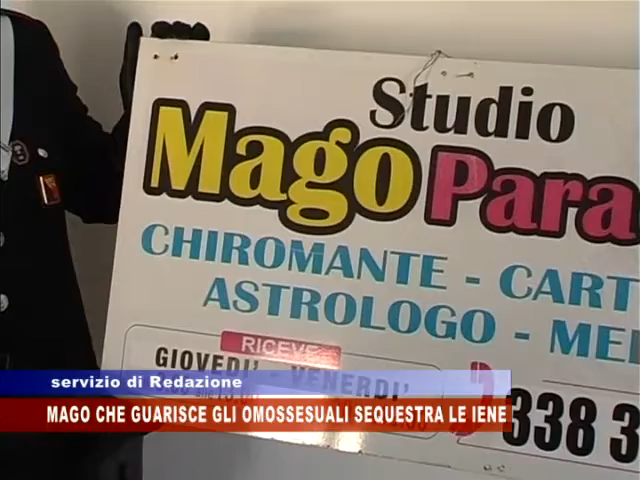 Studio
Mago Para
CHIROMANTE - CART
ASTROLOGO - MED
RICEVE
GIOVEDI' - VENERDI'
338 3
servizio di Redazione
MAGO CHE GUARISCE GLI OMOSSESUALI SEQUESTRA LE IENE